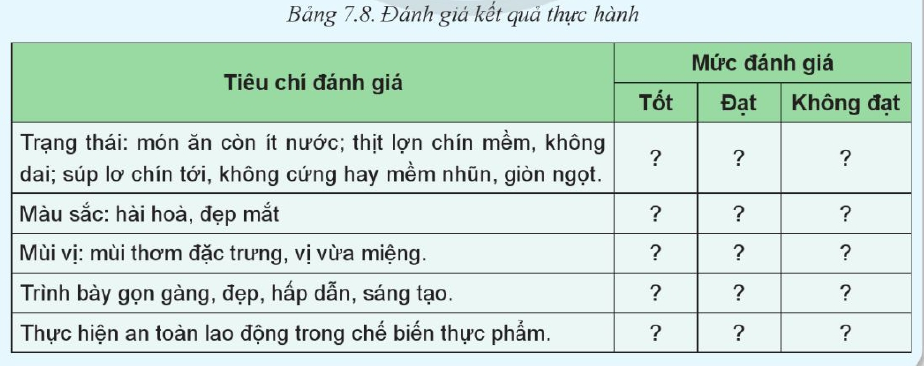 Bảng 7.8. Đánh giá kết quả thực hành
Tiêu chí đánh giá
Mức đánh giá
Tốt
Đạt
Không đạt
Trạng thái: món ăn còn ít nước; thịt lợn chín mềm, không
dai; súp lơ chín tới, không cứng hay mềm nhũn, giòn ngọt.
? ? ?
Màu sắc: hài hoà, đẹp mắt ? ? ?
Mùi vị: mùi thơm đặc trưng, vị vừa miệng. ? ? ?
Trình bày gọn gàng, đẹp, hấp dẫn, sáng tạo. ? ? ?
Thực hiện an toàn lao động trong chế biến thực phẩm. ? ? ?